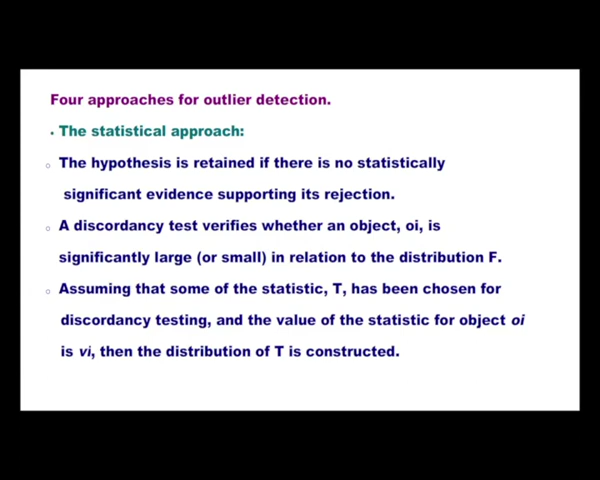 Four approaches for outlier detection.
• The statistical approach:
○ The hypothesis is retained if there is no statistically
significant evidence supporting its rejection.
○ A discordancy test verifies whether an object, oi, is
significantly large (or small) in relation to the distribution F.
○ Assuming that some of the statistic, T, has been chosen for
discordancy testing, and the value of the statistic for object oi
is vi, then the distribution of T is constructed.